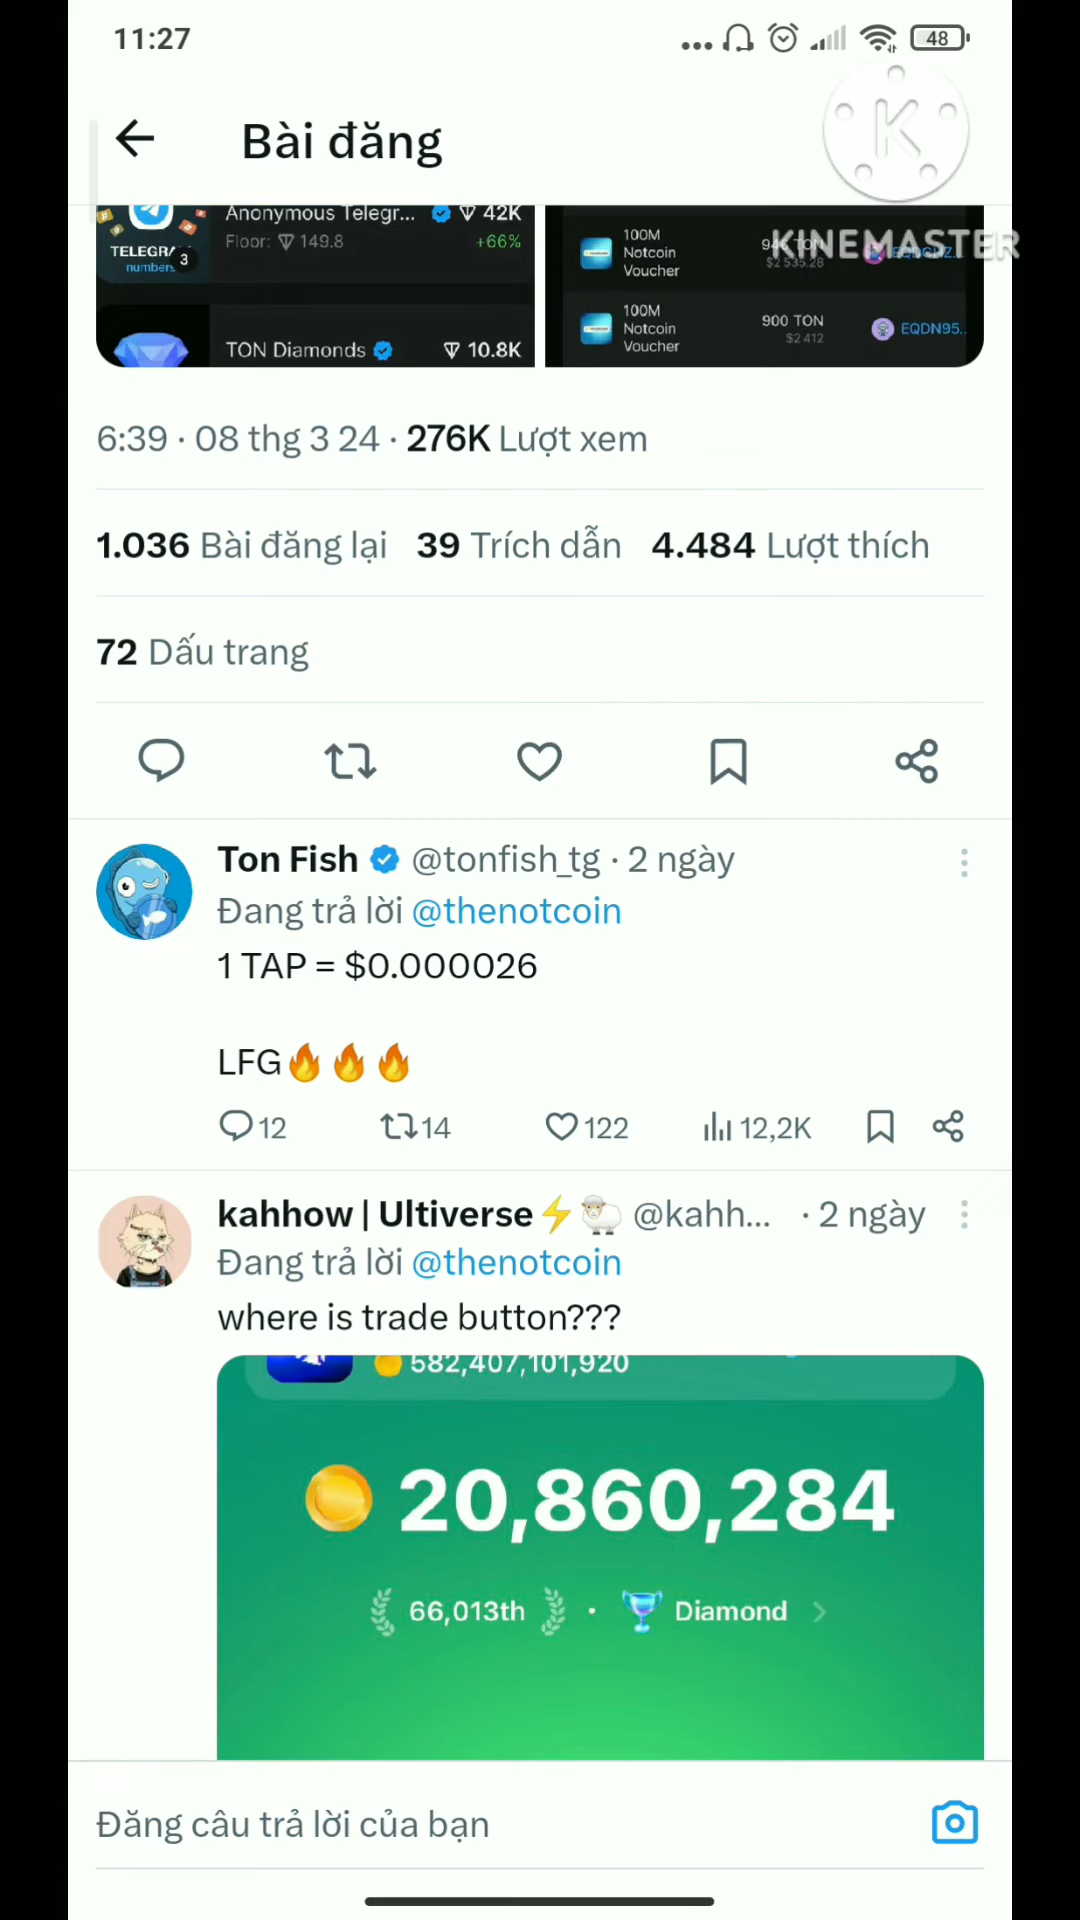 11:27
48
Bài đăng
KINEMASTER
Anonymous Telegr... 42K
Floor: 149.8 +66%
TELEGRA
numbers 3
TON Diamonds 10.8K
100M
Notcoin
Voucher
$2 535.28
100M
Notcoin
Voucher
900 TON
$2 412
EQDN95..
6:39 · 08 thg 3 24 · 276K Lượt xem
1.036 Bài đăng lại 39 Trích dẫn 4.484 Lượt thích
72 Dấu trang
Ton Fish @tonfish_tg · 2 ngày
Đang trả lời @thenotcoin
1 TAP = $0.000026
LFG🔥🔥🔥
12 14 122 12,2K
kahhow | Ultiverse⚡🐑 @kahh... · 2 ngày
Đang trả lời @thenotcoin
where is trade button???
582,407,101,920
20,860,284
66,013th · Diamond
Đăng câu trả lời của bạn